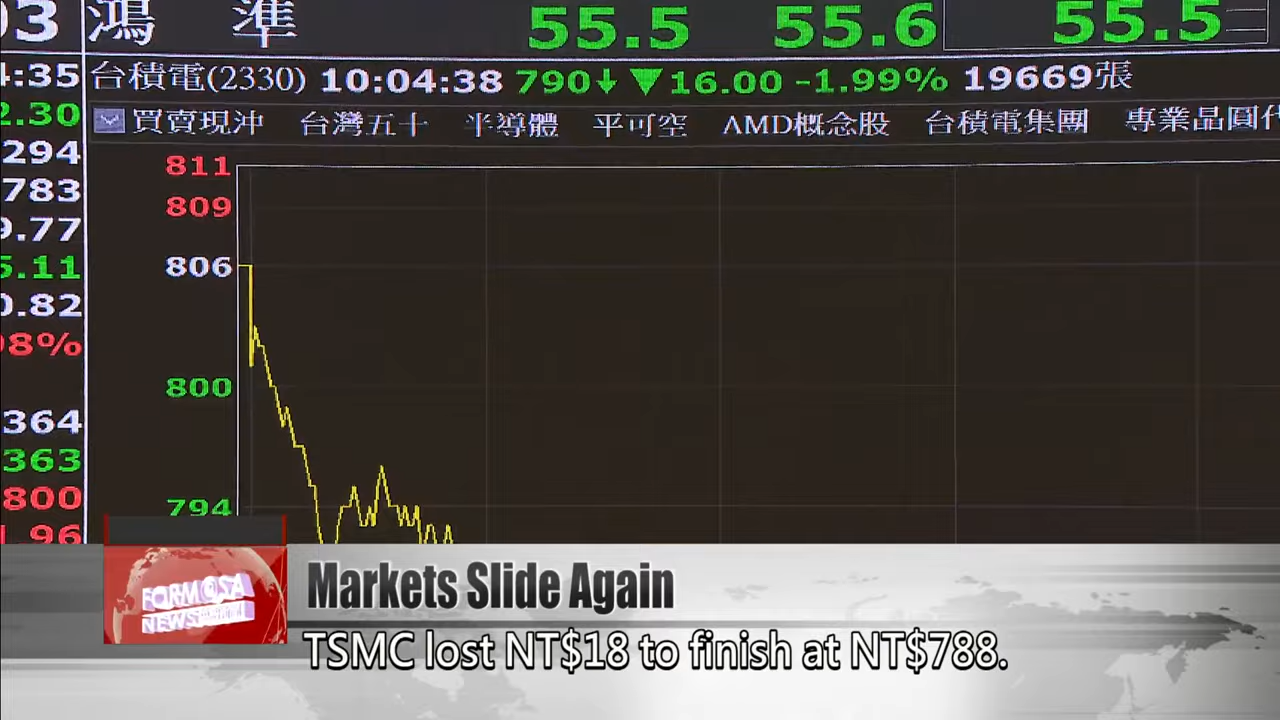 03 鴻 準 55.5 55.6 55.5
4:35 台積電(2330) 10:04:38 790↓ ▼16.00 -1.99% 19669張
2.30 買賣現沖 台灣五十 半導體 平可空 AMD概念股 台積電集團 專業晶圓代
294 811
783 809
9.77
5.11 806
0.82
98%
800
364
363
800 794
1.96
FORMOSA
NEWS
Markets Slide Again
TSMC lost NT$18 to finish at NT$788.